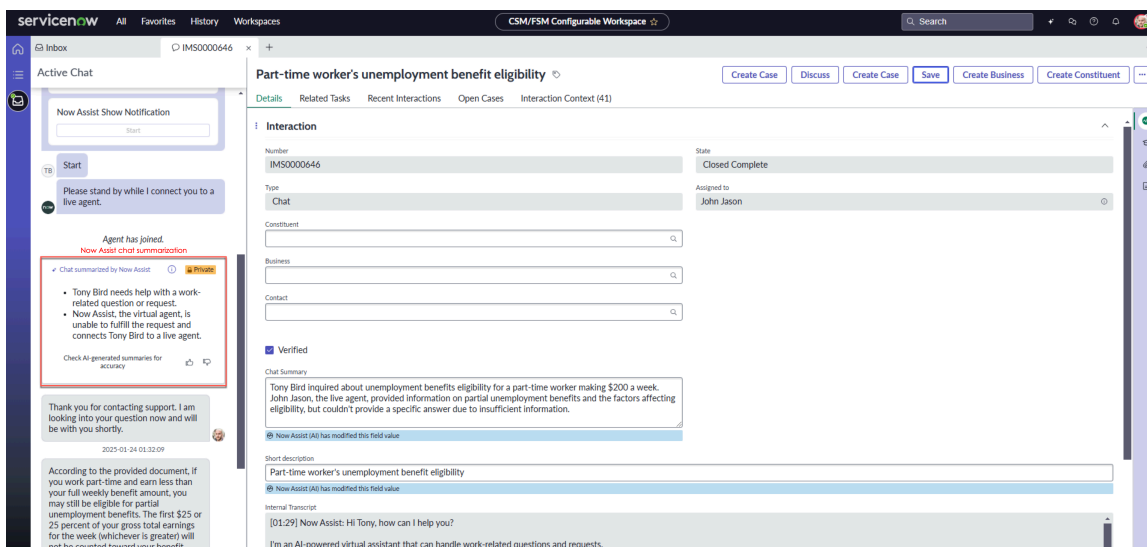 servicenow All Favorites History Workspaces CSM/FSM Configurable Workspace ☆ Search
Inbox IMS0000646 × +
Active Chat
Now Assist Show Notification
Start
TB Start
Please stand by while I connect you to a
live agent.
now
Agent has joined.
Now Assist chat summarization
Chat summarized by Now Assist Private
Tony Bird needs help with a work-
related question or request.
Now Assist, the virtual agent, is
unable to fulfill the request and
connects Tony Bird to a live agent.
Check AI-generated summaries for
accuracy
Thank you for contacting support. I am
looking into your question now and will
be with you shortly.
2025-01-24 01:32:09
According to the provided document, if
you work part-time and earn less than
your full weekly benefit amount, you
may still be eligible for partial
unemployment benefits. The first $25 or
25 percent of your gross total earnings
for the week (whichever is greater) will
not be counted toward your benefit
Part-time worker's unemployment benefit eligibility
Create Case Discuss Create Case Save Create Business Create Constituent ...
Details Related Tasks Recent Interactions Open Cases Interaction Context (41)
Interaction
Number
IMS0000646
State
Closed Complete
Type
Chat
Assigned to
John Jason
Constituent
Business
Contact
Verified
Chat Summary
Tony Bird inquired about unemployment benefits eligibility for a part-time worker making $200 a week.
John Jason, the live agent, provided information on partial unemployment benefits and the factors affecting
eligibility, but couldn't provide a specific answer due to insufficient information.
Now Assist (AI) has modified this field value
Short description
Part-time worker's unemployment benefit eligibility
Now Assist (AI) has modified this field value
Internal Transcript
[01:29] Now Assist: Hi Tony, how can I help you?
I'm an AI-powered virtual assistant that can handle work-related questions and requests.